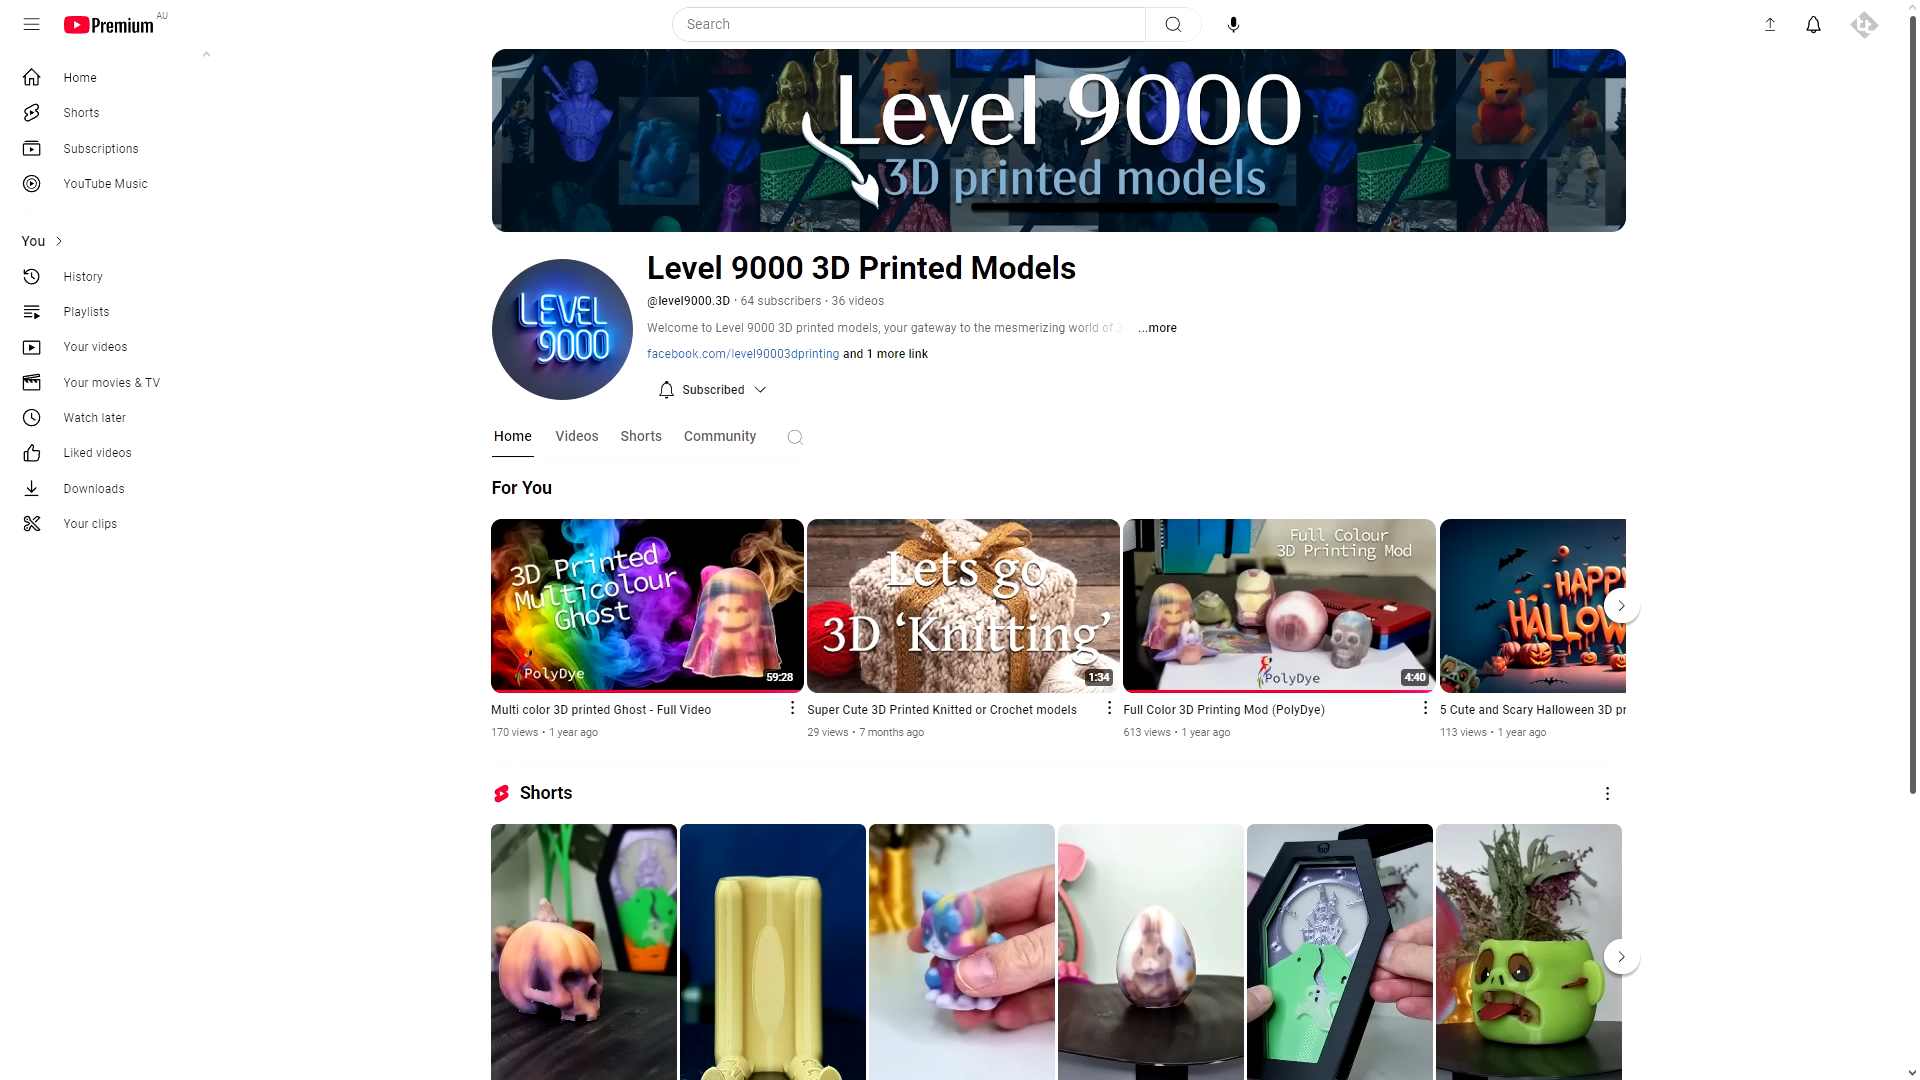 Premium AU
Search
Home
Shorts
Subscriptions
YouTube Music
You
History
Playlists
Your videos
Your movies & TV
Watch later
Liked videos
Downloads
Your clips
Level 9000
3D printed models
LEVEL
9000
Level 9000 3D Printed Models
@level9000.3D · 64 subscribers · 36 videos
Welcome to Level 9000 3D printed models, your gateway to the mesmerizing world of 3 ...more
facebook.com/level90003dprinting and 1 more link
Subscribed
Home Videos Shorts Community
For You
3D Printed
Multicolour
Ghost
PolyDye
59:28
Lets go
3D ‘Knitting’
1:34
Full Colour
3D Printing Mod
PolyDye
4:40
HAPPY
HALLOW
Multi color 3D printed Ghost - Full Video
170 views • 1 year ago
Super Cute 3D Printed Knitted or Crochet models
29 views • 7 months ago
Full Color 3D Printing Mod (PolyDye)
613 views • 1 year ago
5 Cute and Scary Halloween 3D pr
113 views • 1 year ago
Shorts